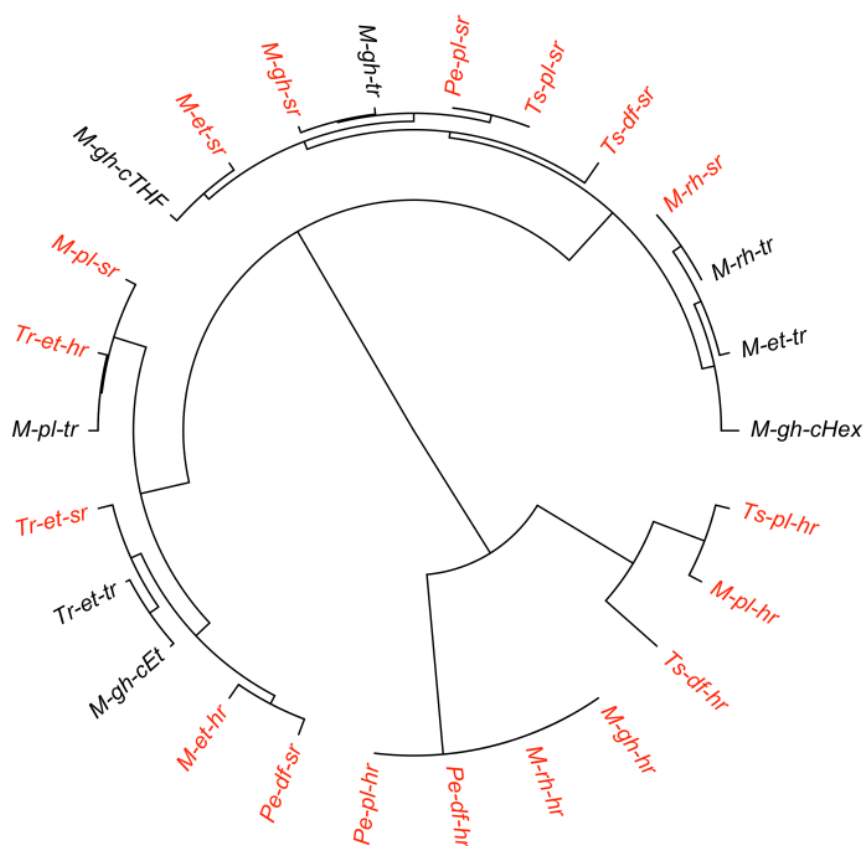 M-gh-tr
Pe-pl-sr
M-gh-sr
Ts-pl-sr
M-et-sr
Ts-df-sr
M-gh-cTHF
M-rh-sr
M-pl-sr
M-rh-tr
Tr-et-hr
M-et-tr
M-pl-tr
M-gh-cHex
Tr-et-sr
Ts-pl-hr
Tr-et-tr
M-pl-hr
M-gh-cEt
Ts-df-hr
M-et-hr
M-gh-hr
Pe-df-sr
M-rh-hr
Pe-pl-hr
Pe-df-hr